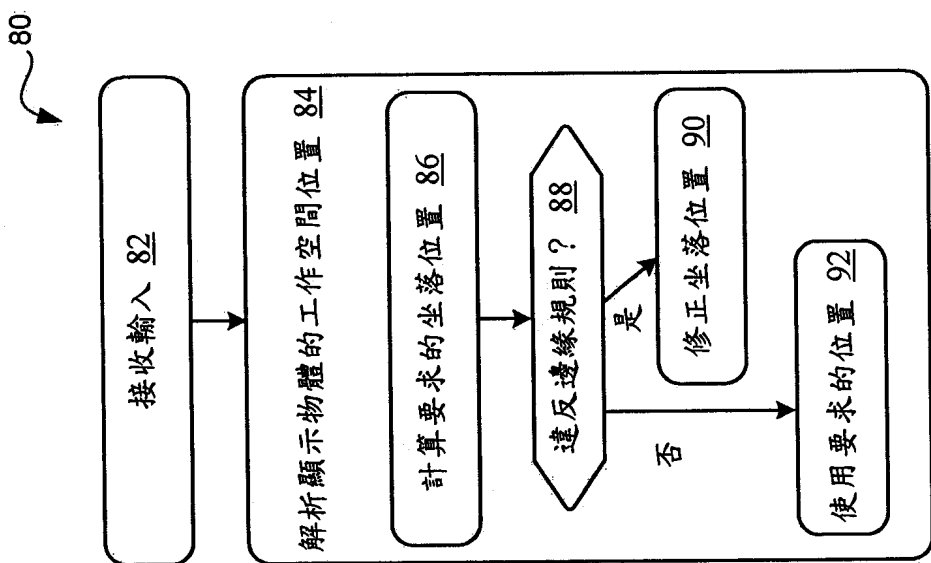 80
接收輸入 82
解析顯示物體的工作空間位置 84
計算要求的坐落位置 86
違反邊緣規則？ 88
是
修正坐落位置 90
否
使用要求的位置 92